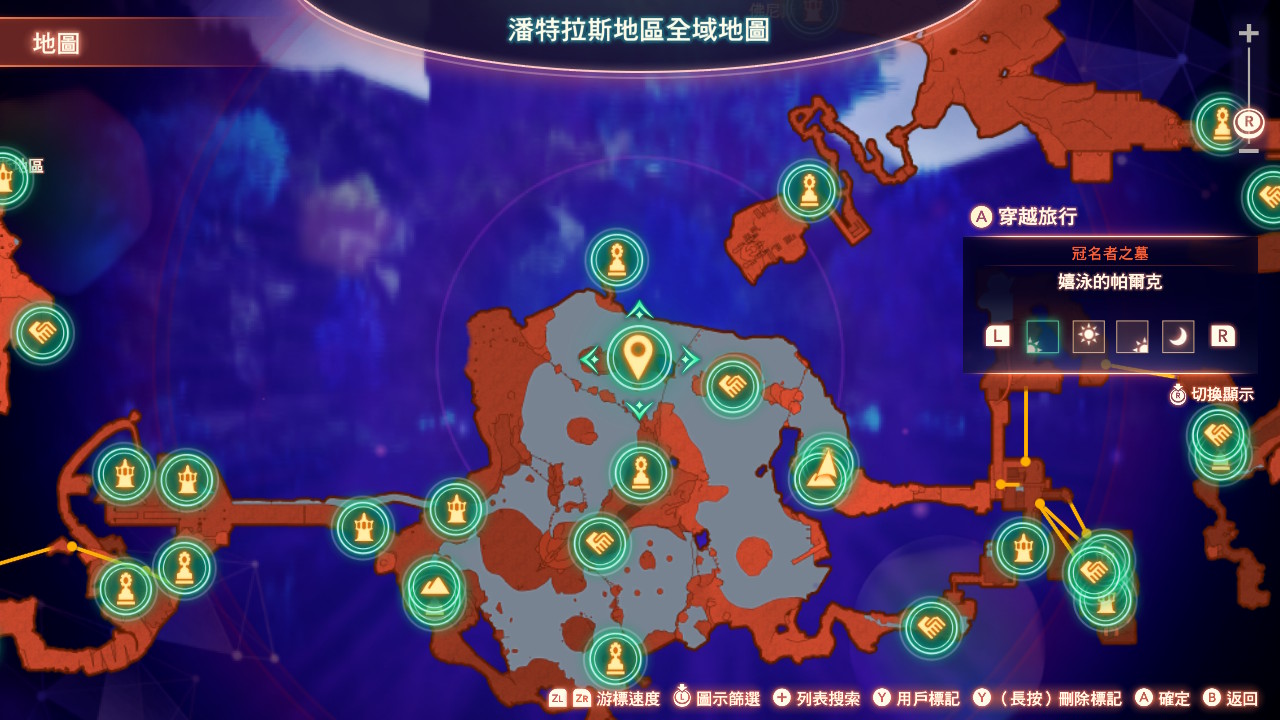 地圖
潘特拉斯地區全域地圖
區
R
A 穿越旅行
冠名者之墓
嬉泳的帕爾克
L R
R 切換顯示
ZL ZR 游標速度 L 圖示篩選 + 列表搜索 Y 用戶標記 Y（長按）刪除標記 A 確定 B 返回